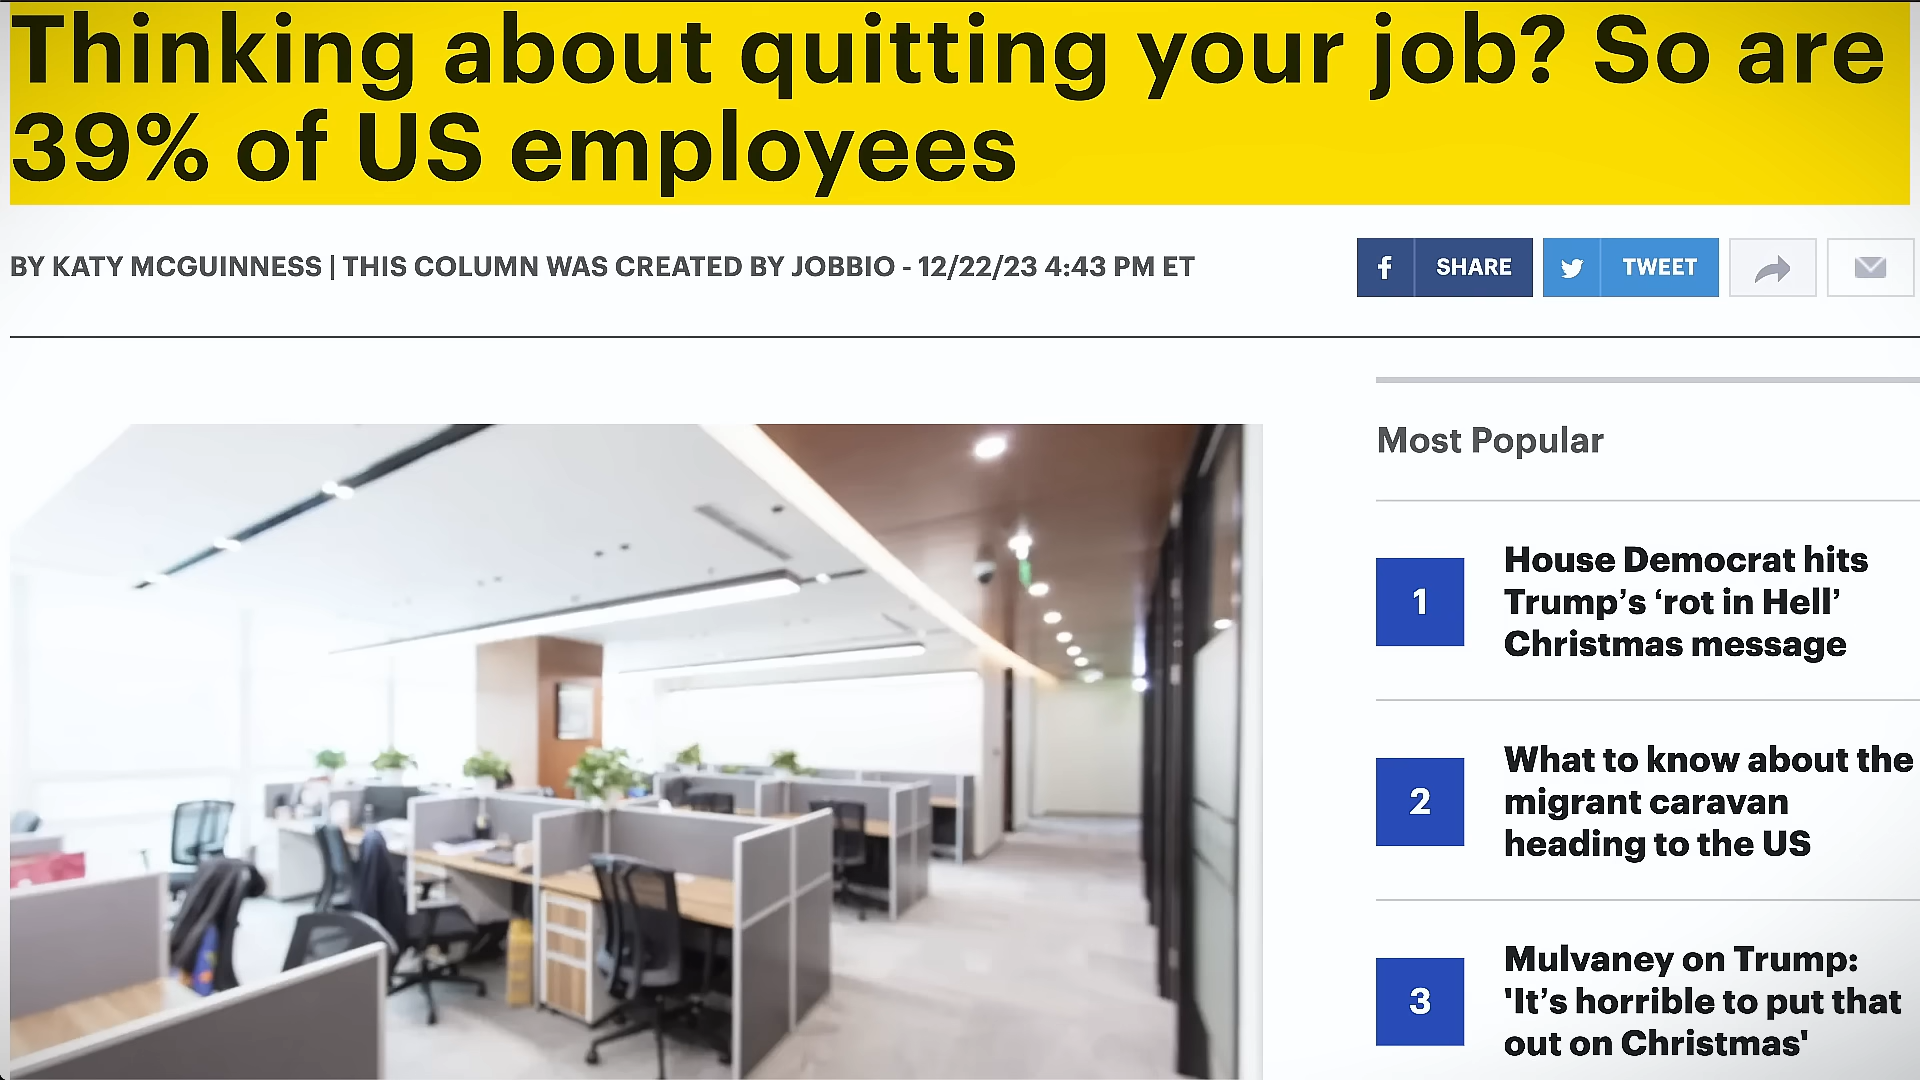 Thinking about quitting your job? So are
39% of US employees
BY KATY MCGUINNESS | THIS COLUMN WAS CREATED BY JOBBIO - 12/22/23 4:43 PM ET
f SHARE
TWEET
Most Popular
1
House Democrat hits
Trump’s ‘rot in Hell’
Christmas message
2
What to know about the
migrant caravan
heading to the US
3
Mulvaney on Trump:
'It’s horrible to put that
out on Christmas'